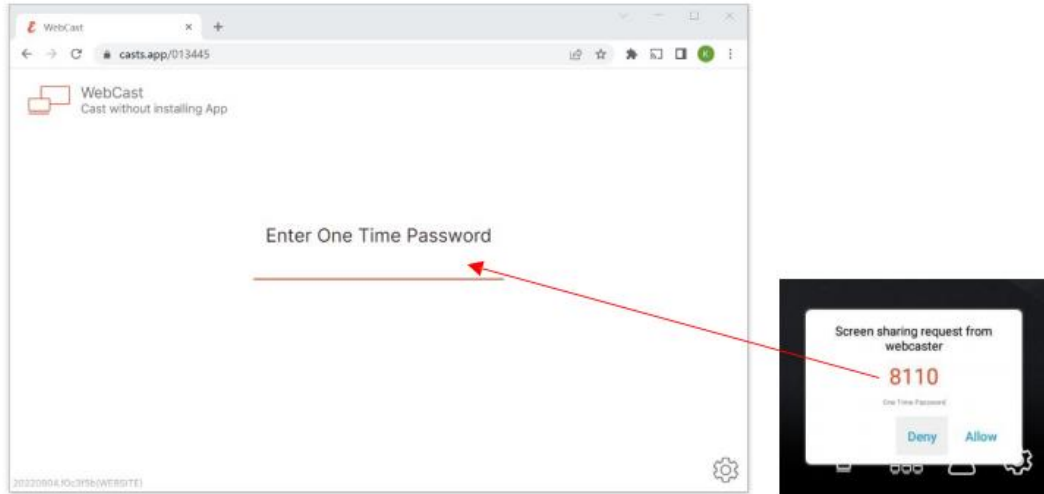 WebCast
casts.app/013445
K
WebCast
Cast without installing App
Enter One Time Password
Screen sharing request from
webcaster
8110
One Time Password
Deny Allow